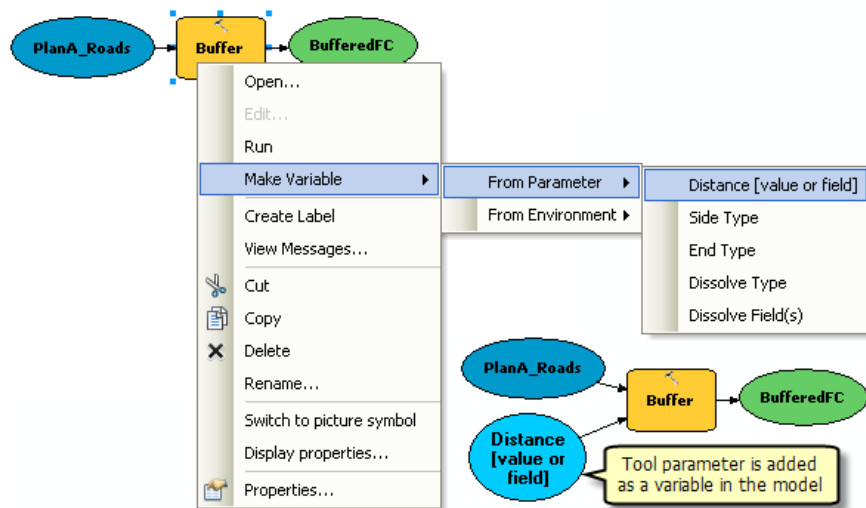 PlanA_Roads
Buffer
BufferedFC
Open...
Edit...
Run
Make Variable
Create Label
View Messages...
Cut
Copy
Delete
Rename...
Switch to picture symbol
Display properties...
Properties...
From Parameter
From Environment
Distance [value or field]
Side Type
End Type
Dissolve Type
Dissolve Field(s)
PlanA_Roads
Buffer
BufferedFC
Distance
[value or
field]
Tool parameter is added
as a variable in the model